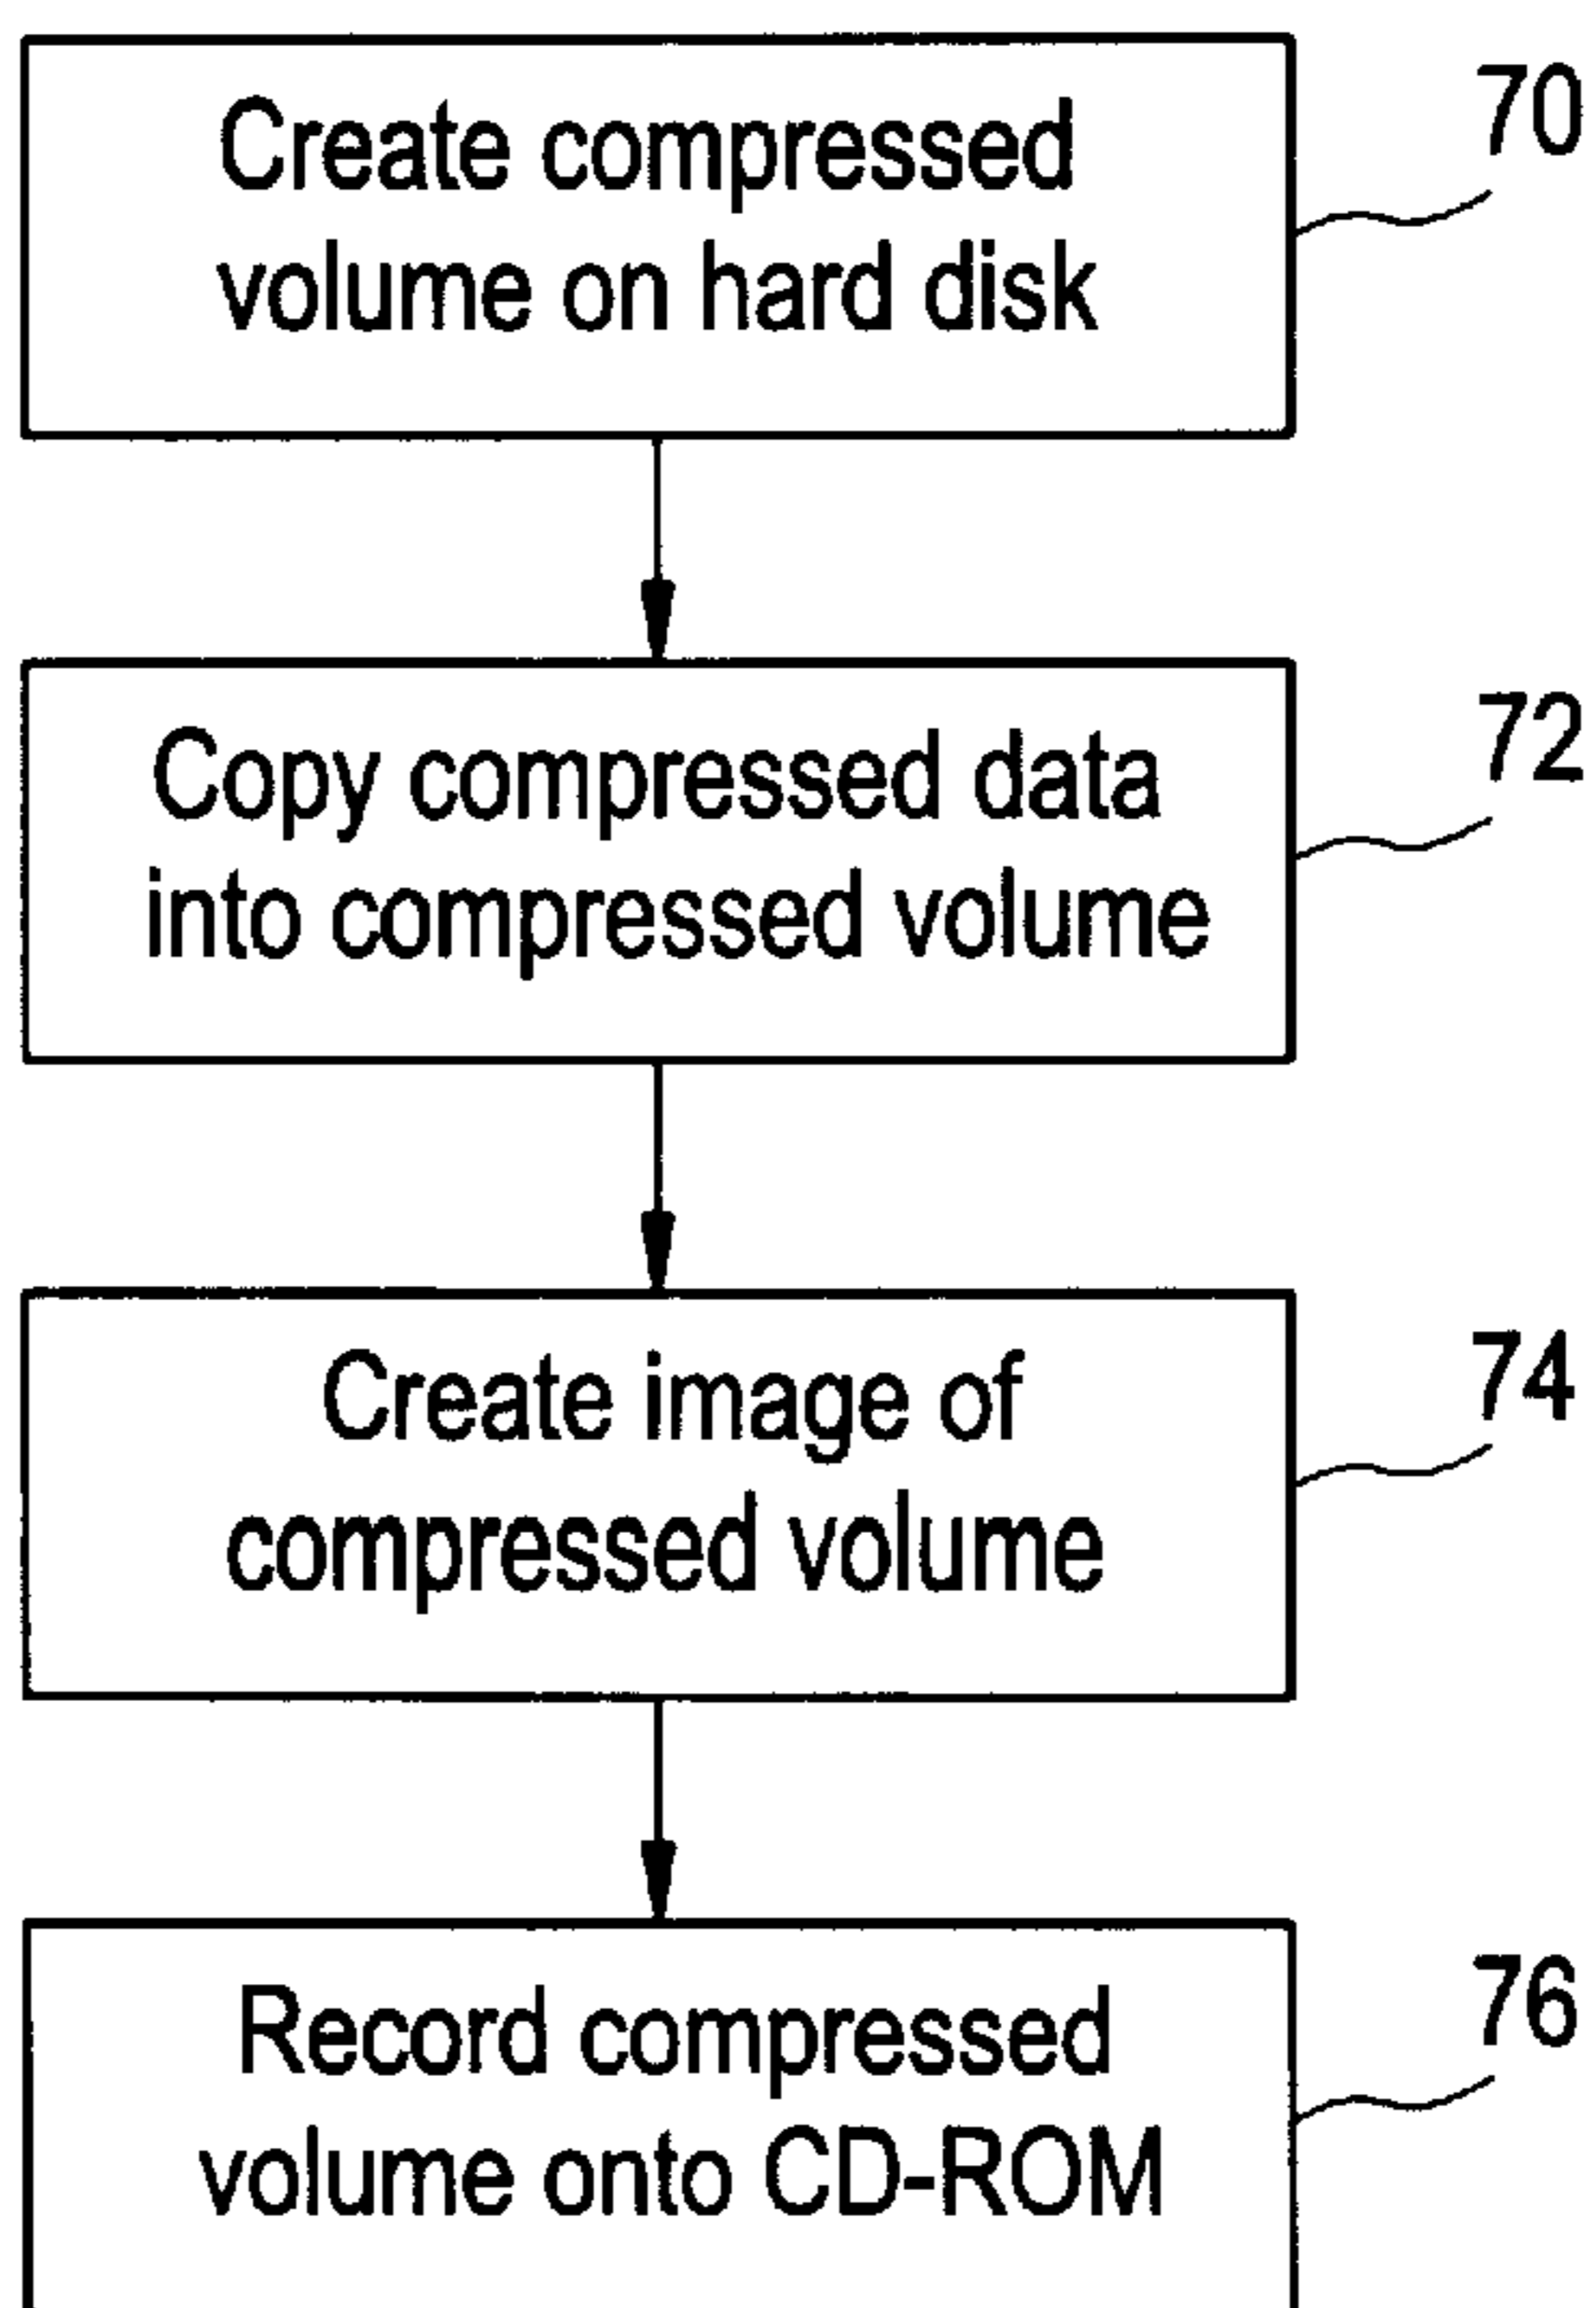 Create compressed
volume on hard disk
70
Copy compressed data
into compressed volume
72
Create image of
compressed volume
74
Record compressed
volume onto CD-ROM
76